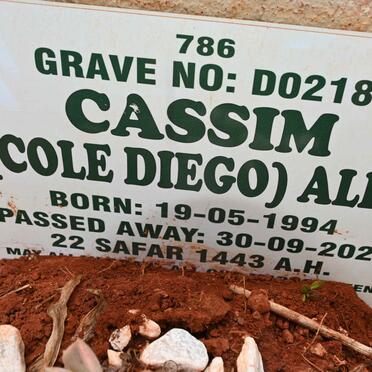 786
GRAVE NO: D0218
CASSIM
(COLE DIEGO) ALL
BORN: 19-05-1994
PASSED AWAY: 30-09-202
22 SAFAR 1443 A.H.